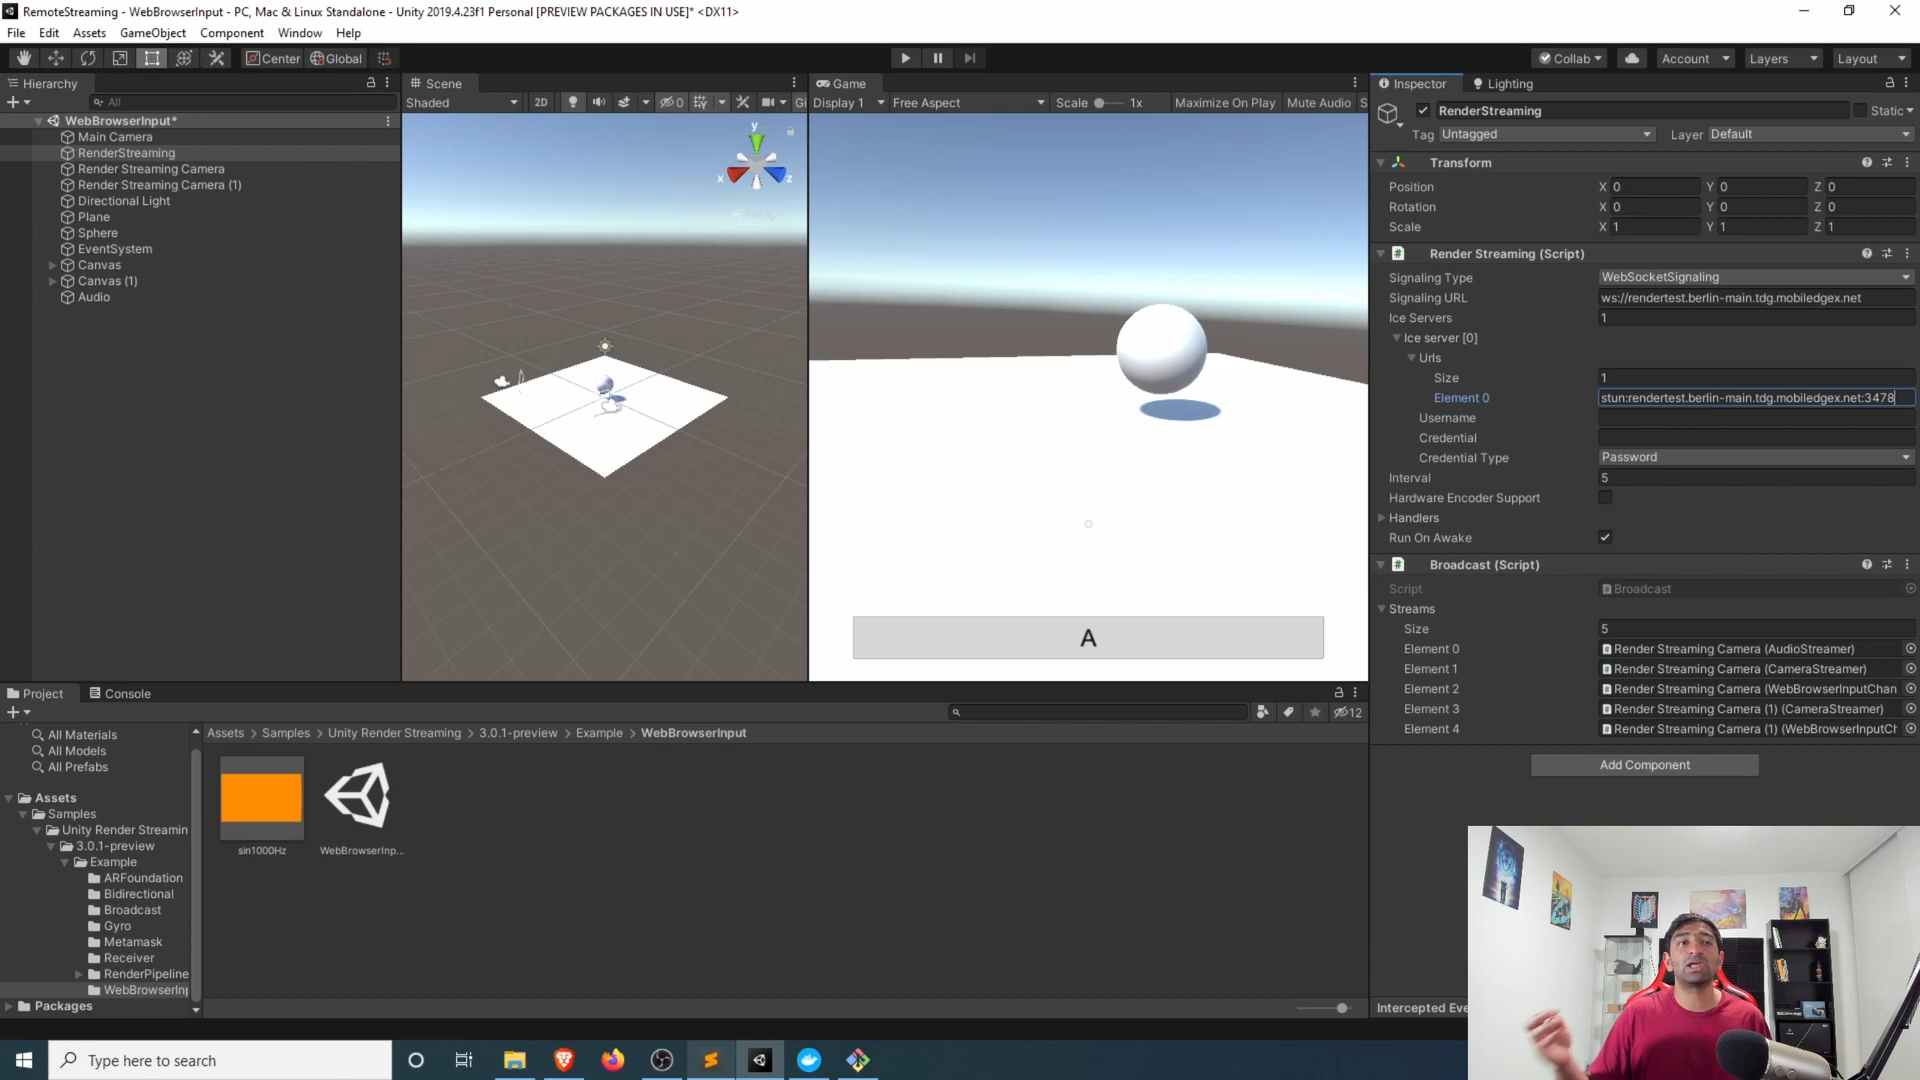 RemoteStreaming - WebBrowserInput - PC, Mac & Linux Standalone - Unity 2019.4.23f1 Personal [PREVIEW PACKAGES IN USE]* <DX11>
File Edit Assets GameObject Component Window Help
Center Global Collab Account Layers Layout
Hierarchy
All
WebBrowserInput*
Main Camera
RenderStreaming
Render Streaming Camera
Render Streaming Camera (1)
Directional Light
Plane
Sphere
EventSystem
Canvas
Canvas (1)
Audio
Scene
Shaded 2D 0 Gi
y
x z
Persp
Game
Display 1 Free Aspect Scale 1x Maximize On Play Mute Audio S
A
Inspector Lighting
RenderStreaming Static
Tag Untagged Layer Default
Transform
Position X 0 Y 0 Z 0
Rotation X 0 Y 0 Z 0
Scale X 1 Y 1 Z 1
Render Streaming (Script)
Signaling Type WebSocketSignaling
Signaling URL ws://rendertest.berlin-main.tdg.mobiledgex.net
Ice Servers 1
Ice server [0]
Urls
Size 1
Element 0 stun:rendertest.berlin-main.tdg.mobiledgex.net:3478
Username
Credential
Credential Type Password
Interval 5
Hardware Encoder Support
Handlers
Run On Awake
Broadcast (Script)
Script Broadcast
Streams
Size 5
Element 0 Render Streaming Camera (AudioStreamer)
Element 1 Render Streaming Camera (CameraStreamer)
Element 2 Render Streaming Camera (WebBrowserInputChan
Element 3 Render Streaming Camera (1) (CameraStreamer)
Element 4 Render Streaming Camera (1) (WebBrowserInputCh
Add Component
Intercepted Eve
Project Console
12
All Materials
All Models
All Prefabs
Assets
Samples
Unity Render Streamin
3.0.1-preview
Example
ARFoundation
Bidirectional
Broadcast
Gyro
Metamask
Receiver
RenderPipeline
WebBrowserInp
Packages
Assets > Samples > Unity Render Streaming > 3.0.1-preview > Example > WebBrowserInput
sin1000Hz
WebBrowserInp...
Type here to search